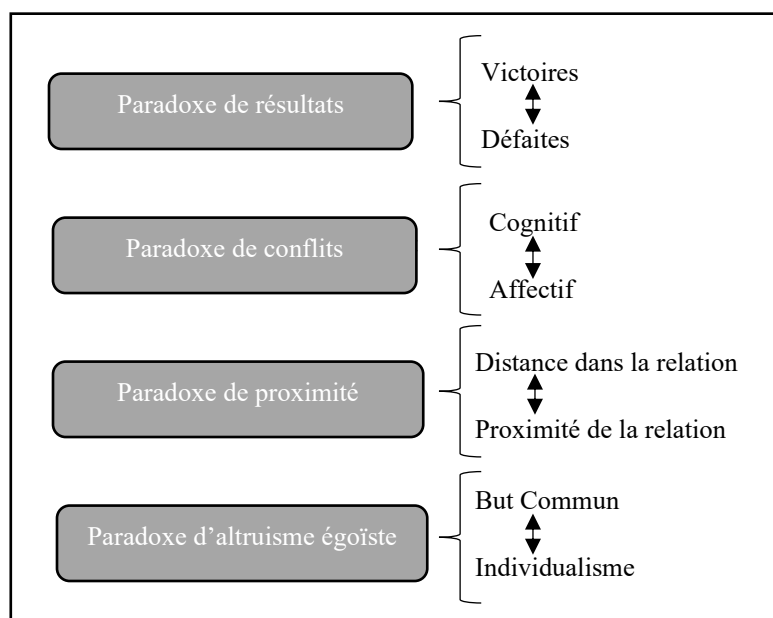 Paradoxe de résultats
Victoires
Défaites
Paradoxe de conflits
Cognitif
Affectif
Paradoxe de proximité
Distance dans la relation
Proximité de la relation
Paradoxe d’altruisme égoïste
But Commun
Individualisme